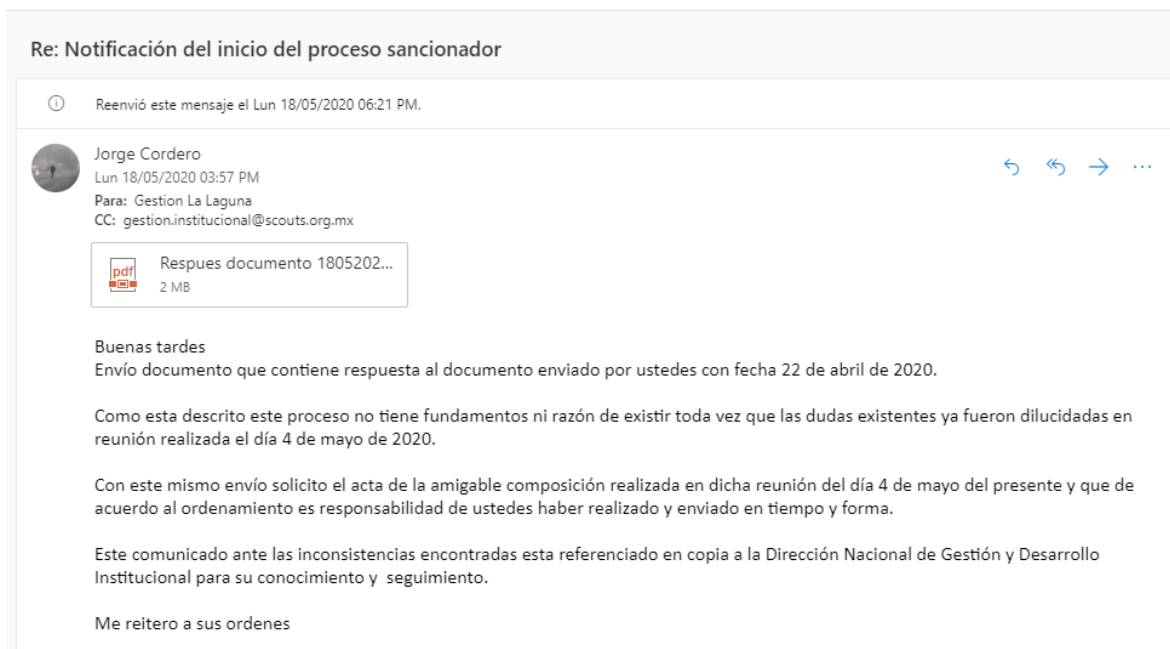 Re: Notificación del inicio del proceso sancionador
Reenvió este mensaje el Lun 18/05/2020 06:21 PM.
Jorge Cordero
Lun 18/05/2020 03:57 PM
Para: Gestion La Laguna
CC: gestion.institucional@scouts.org.mx
pdf
Respues documento 1805202...
2 MB
Buenas tardes
Envío documento que contiene respuesta al documento enviado por ustedes con fecha 22 de abril de 2020.
Como esta descrito este proceso no tiene fundamentos ni razón de existir toda vez que las dudas existentes ya fueron dilucidadas en
reunión realizada el día 4 de mayo de 2020.
Con este mismo envío solicito el acta de la amigable composición realizada en dicha reunión del día 4 de mayo del presente y que de
acuerdo al ordenamiento es responsabilidad de ustedes haber realizado y enviado en tiempo y forma.
Este comunicado ante las inconsistencias encontradas esta referenciado en copia a la Dirección Nacional de Gestión y Desarrollo
Institucional para su conocimiento y  seguimiento.
Me reitero a sus ordenes